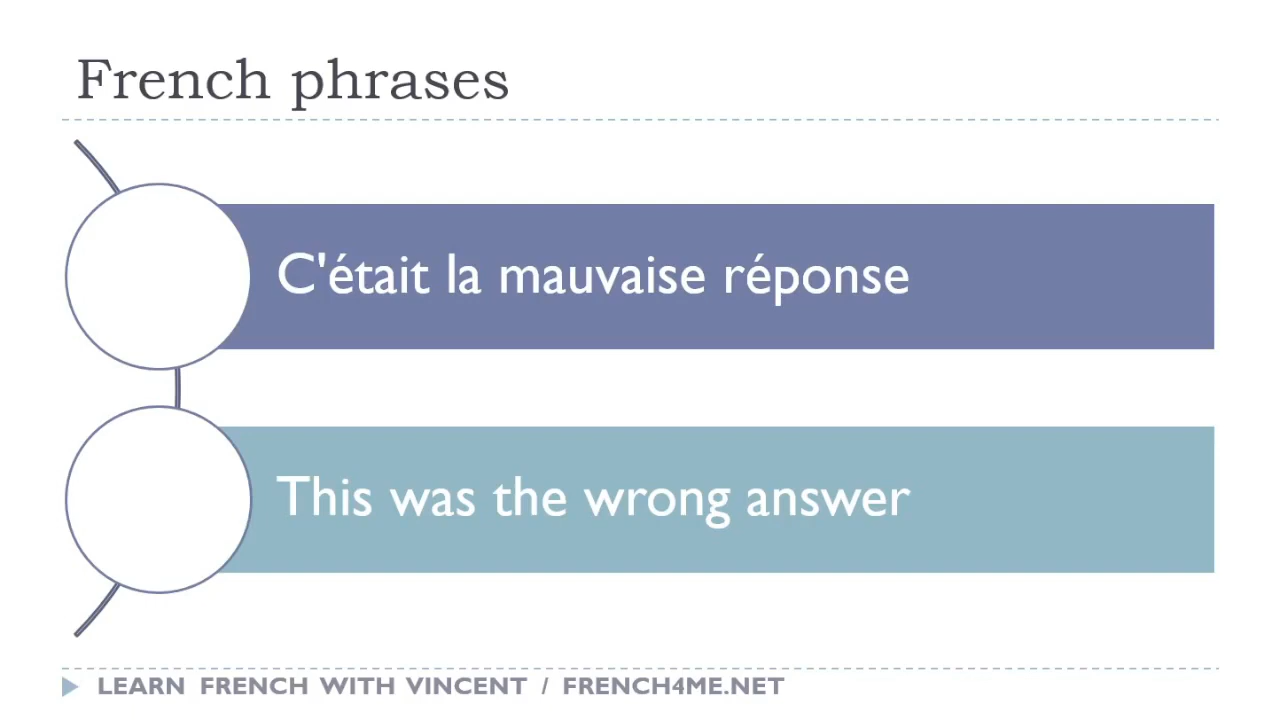 French phrases
C'était la mauvaise réponse
This was the wrong answer
LEARN FRENCH WITH VINCENT / FRENCH4ME.NET